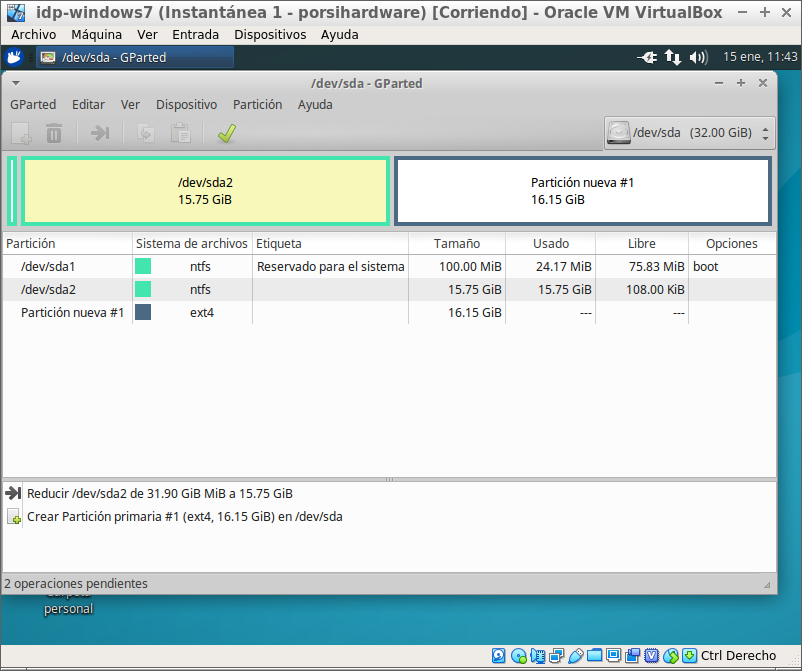 idp-windows7 (Instantánea 1 - porsihardware) [Corriendo] - Oracle VM VirtualBox
Archivo Máquina Ver Entrada Dispositivos Ayuda
/dev/sda - GParted 15 ene, 11:43
/dev/sda - GParted
GParted Editar Ver Dispositivo Partición Ayuda
/dev/sda (32.00 GiB)
/dev/sda2 Partición nueva #1
15.75 GiB 16.15 GiB
Partición Sistema de archivos Etiqueta Tamaño Usado Libre Opciones
/dev/sda1 ntfs Reservado para el sistema 100.00 MiB 24.17 MiB 75.83 MiB boot
/dev/sda2 ntfs 15.75 GiB 15.75 GiB 108.00 KiB
Partición nueva #1 ext4 16.15 GiB --- ---
Reducir /dev/sda2 de 31.90 GiB MiB a 15.75 GiB
Crear Partición primaria #1 (ext4, 16.15 GiB) en /dev/sda
2 operaciones pendientes
personal
Ctrl Derecho